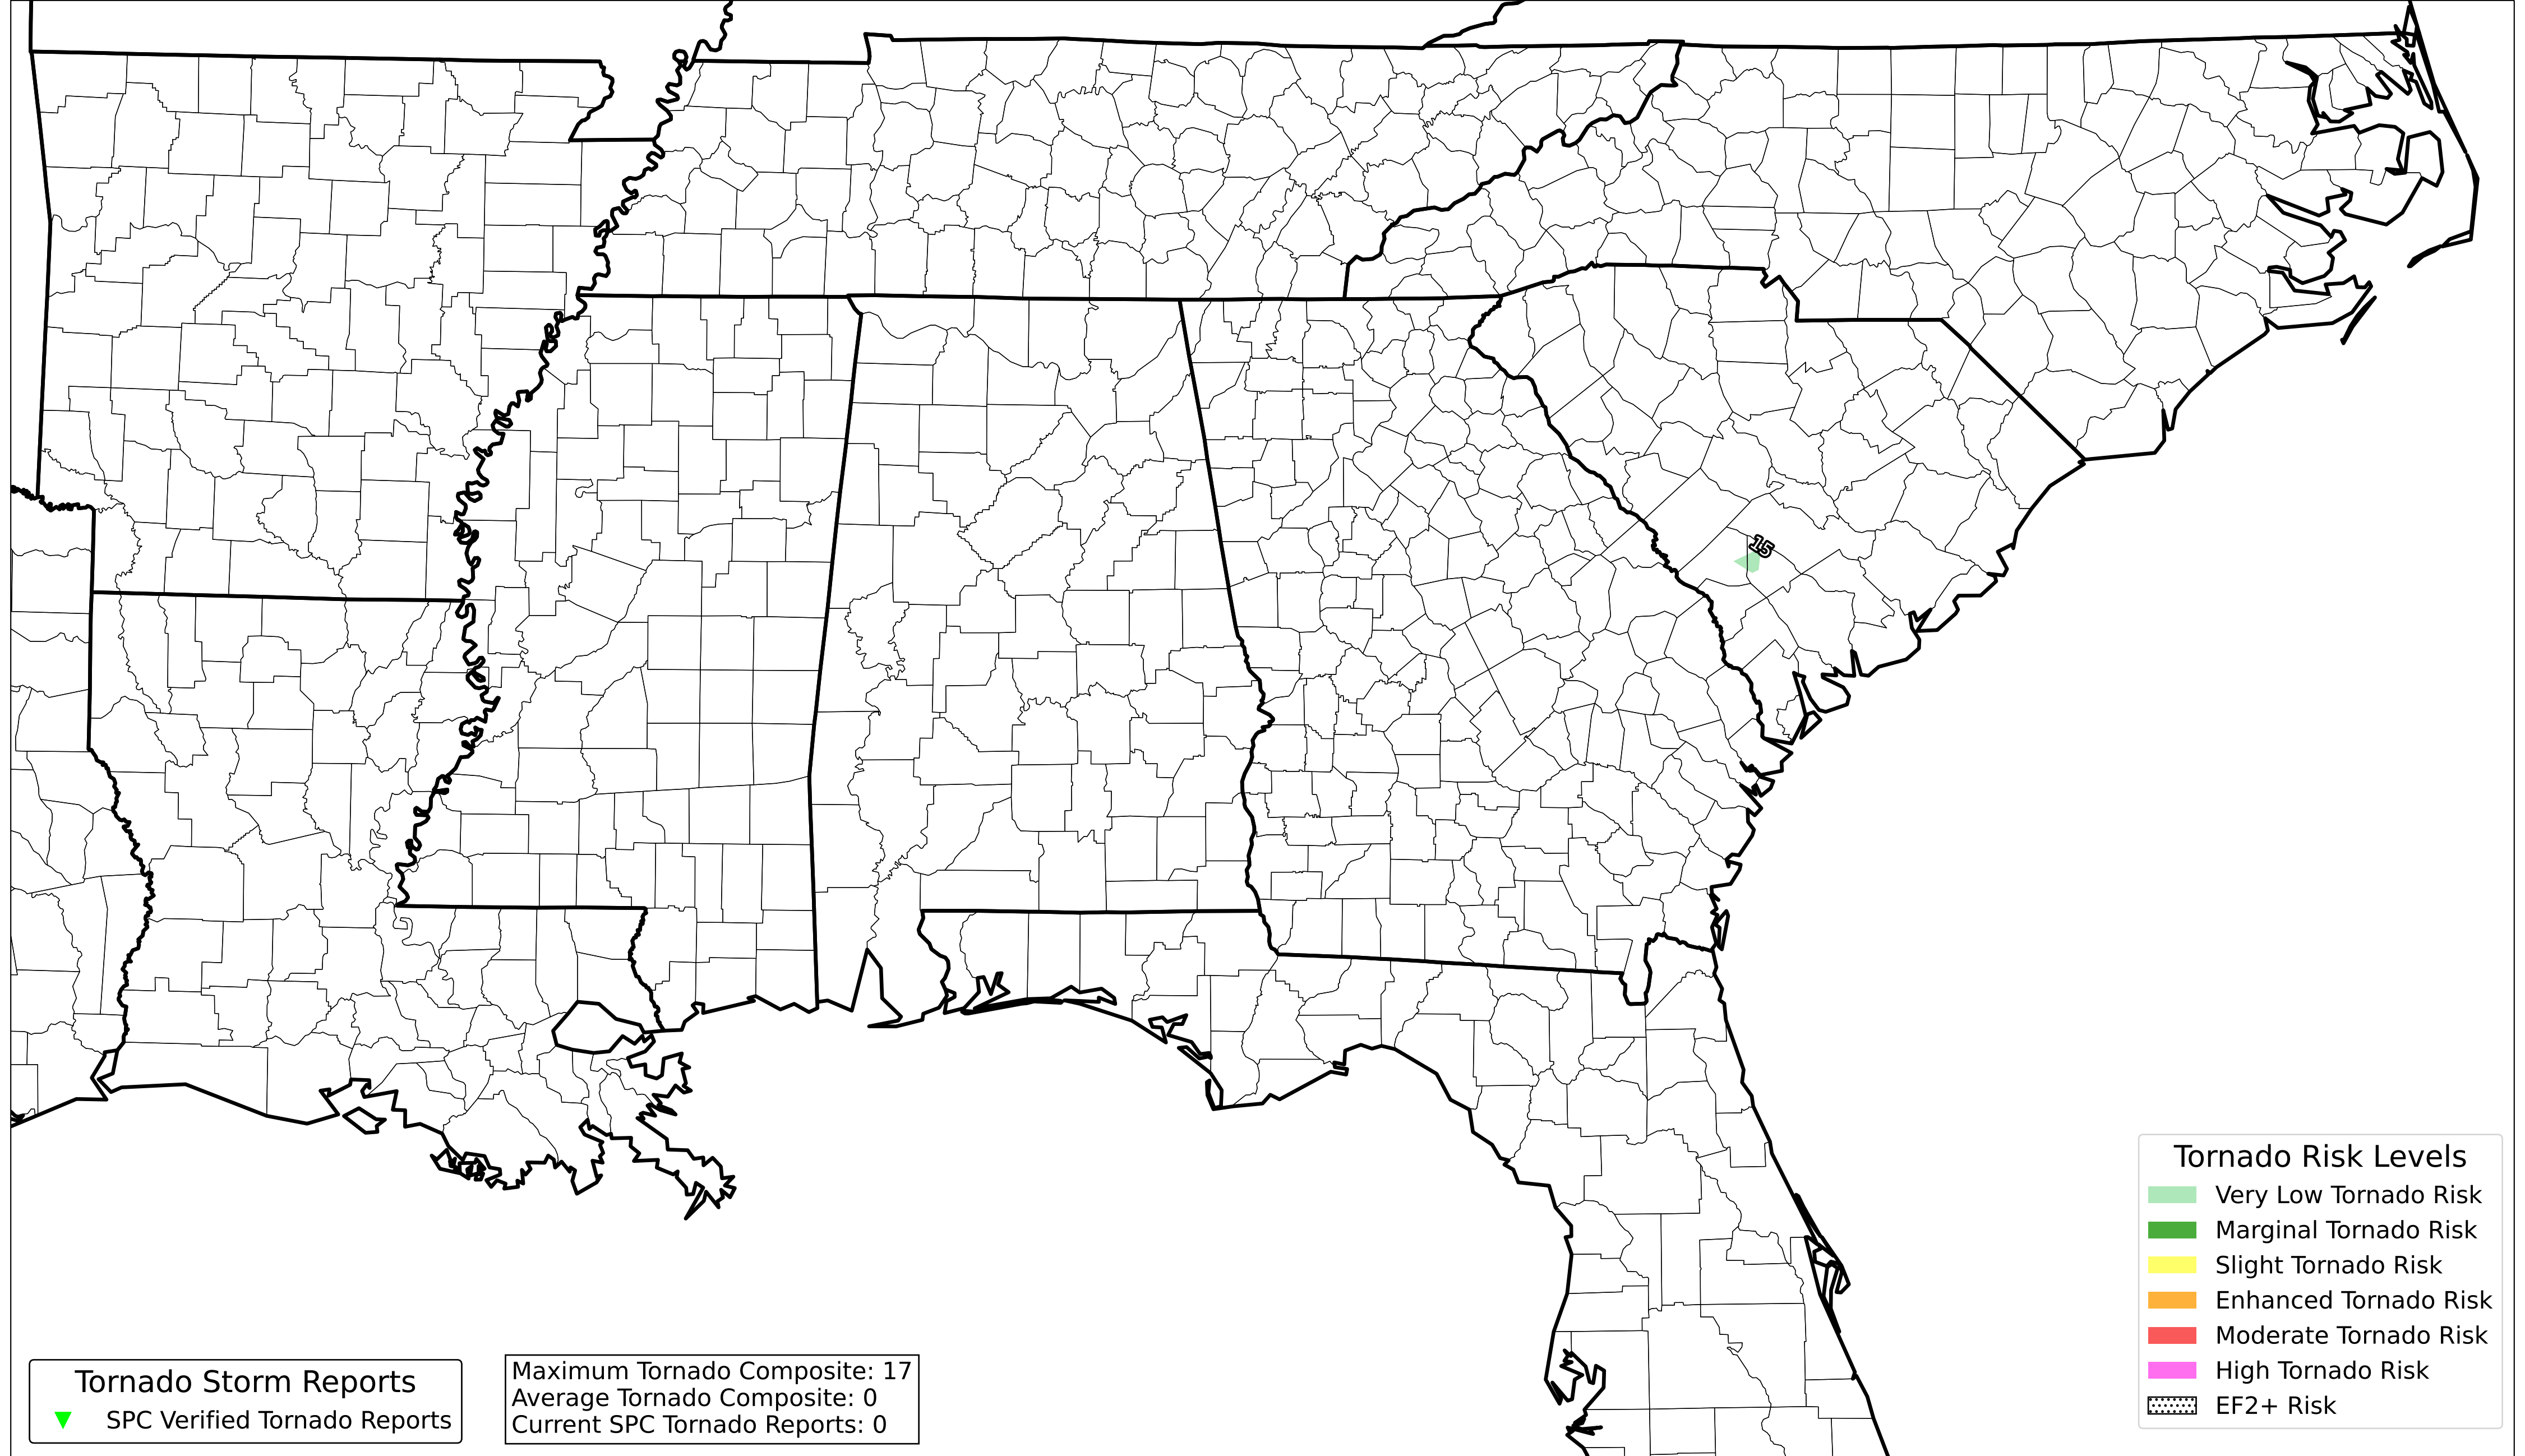 15
Tornado Risk Levels
Very Low Tornado Risk
Marginal Tornado Risk
Slight Tornado Risk
Enhanced Tornado Risk
Moderate Tornado Risk
High Tornado Risk
EF2+ Risk
Tornado Storm Reports
SPC Verified Tornado Reports
Maximum Tornado Composite: 17
Average Tornado Composite: 0
Current SPC Tornado Reports: 0